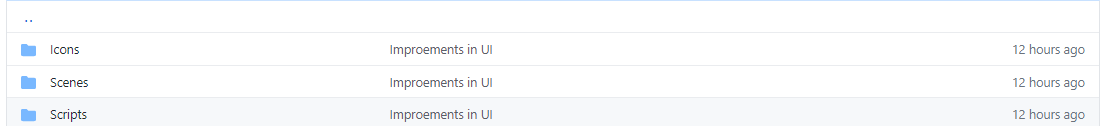 ..
Icons Improements in UI 12 hours ago
Scenes Improements in UI 12 hours ago
Scripts Improements in UI 12 hours ago